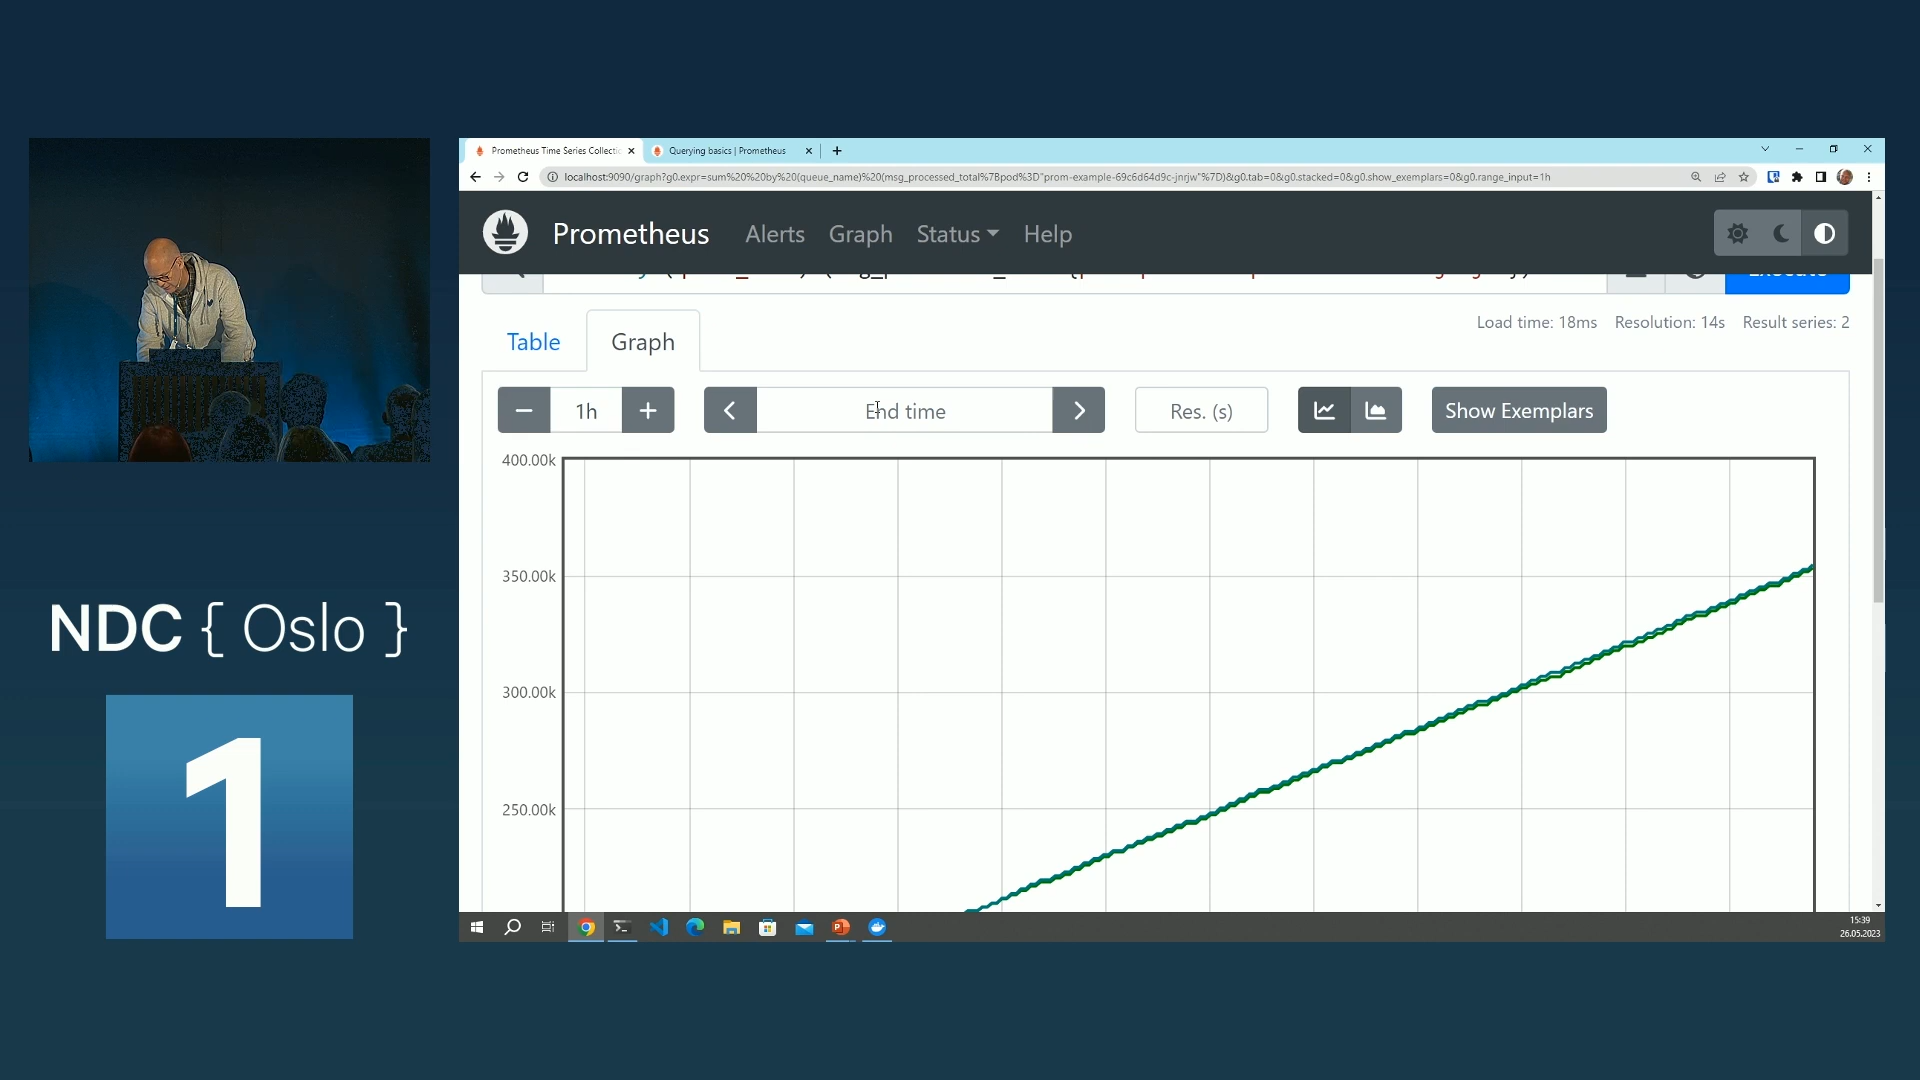 Prometheus Time Series Collectio
Querying basics | Prometheus
localhost:9090/graph?g0.expr=sum%20%20by%20(queue_name)%20(msg_processed_total%7Bpod%3D"prom-example-69c6d64d9c-jnrjw"%7D)&g0.tab=0&g0.stacked=0&g0.show_exemplars=0&g0.range_input=1h
Prometheus
Alerts
Graph
Status
Help
Table
Graph
Load time: 18ms
Resolution: 14s
Result series: 2
1h
End time
Res. (s)
Show Exemplars
400.00k
350.00k
300.00k
250.00k
15:39
26.05.2023
NDC { Oslo }
1